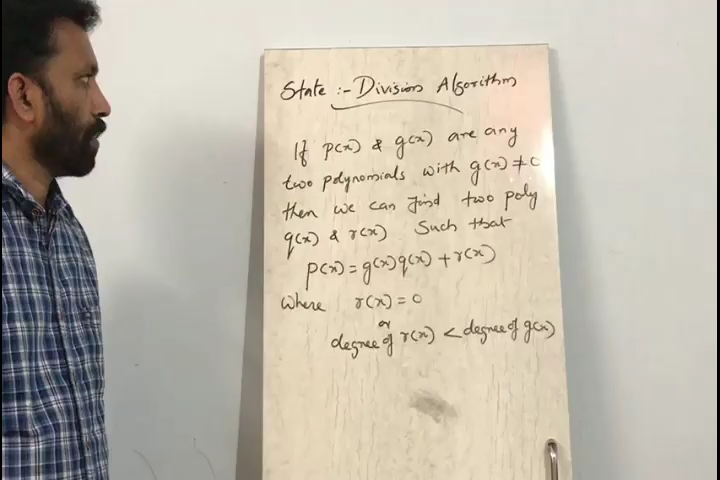 State :- Division Algorithm
If p(x) & g(x) are any
two polynomials with g(x) ≠ 0
then we can find two poly
q(x) & r(x) Such that
p(x) = g(x)q(x) + r(x)
where r(x) = 0
or
degree of r(x) < degree of g(x)